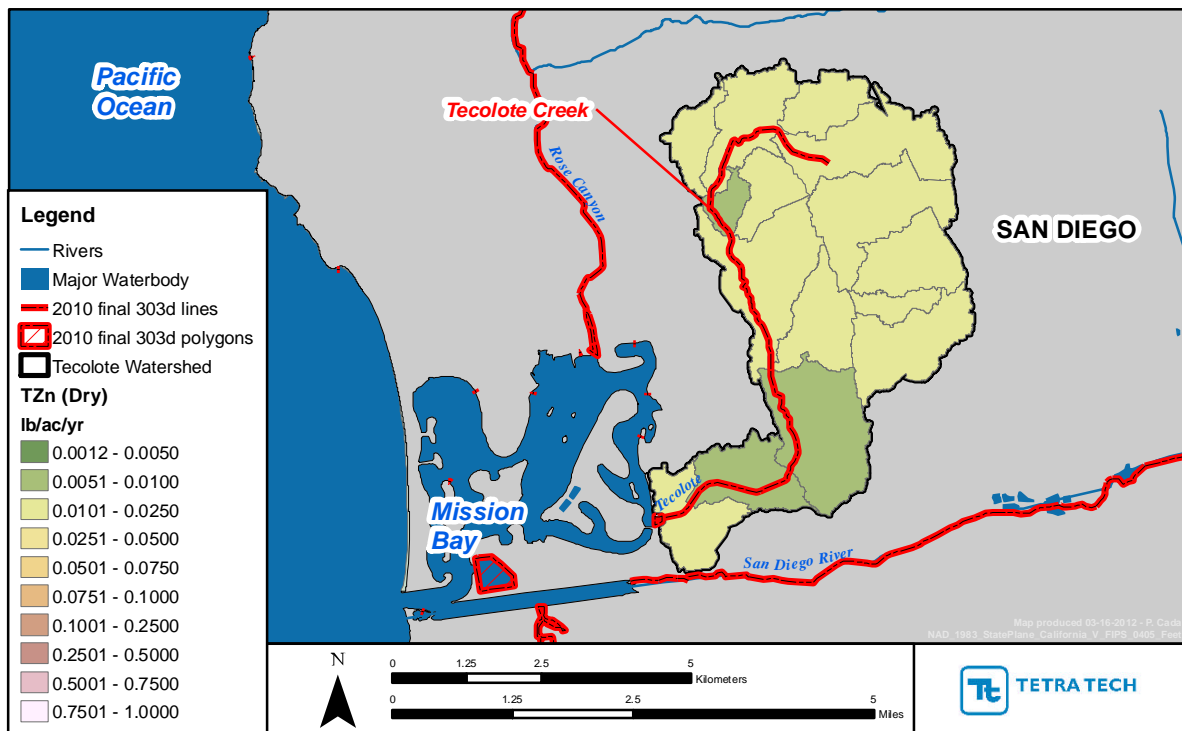 Pacific
Ocean
Tecolote Creek
Rose Canyon
SAN DIEGO
Tecolote
Mission
Bay
San Diego River
Legend
Rivers
Major Waterbody
2010 final 303d lines
2010 final 303d polygons
Tecolote Watershed
TZn (Dry)
lb/ac/yr
0.0012 - 0.0050
0.0051 - 0.0100
0.0101 - 0.0250
0.0251 - 0.0500
0.0501 - 0.0750
0.0751 - 0.1000
0.1001 - 0.2500
0.2501 - 0.5000
0.5001 - 0.7500
0.7501 - 1.0000
Map produced 03-16-2012 - P. Cada
NAD_1983_StatePlane_California_V_FIPS_0405_Feet
N
0 1.25 2.5 5
Kilometers
0 1.25 2.5 5
Miles
Tt TETRA TECH